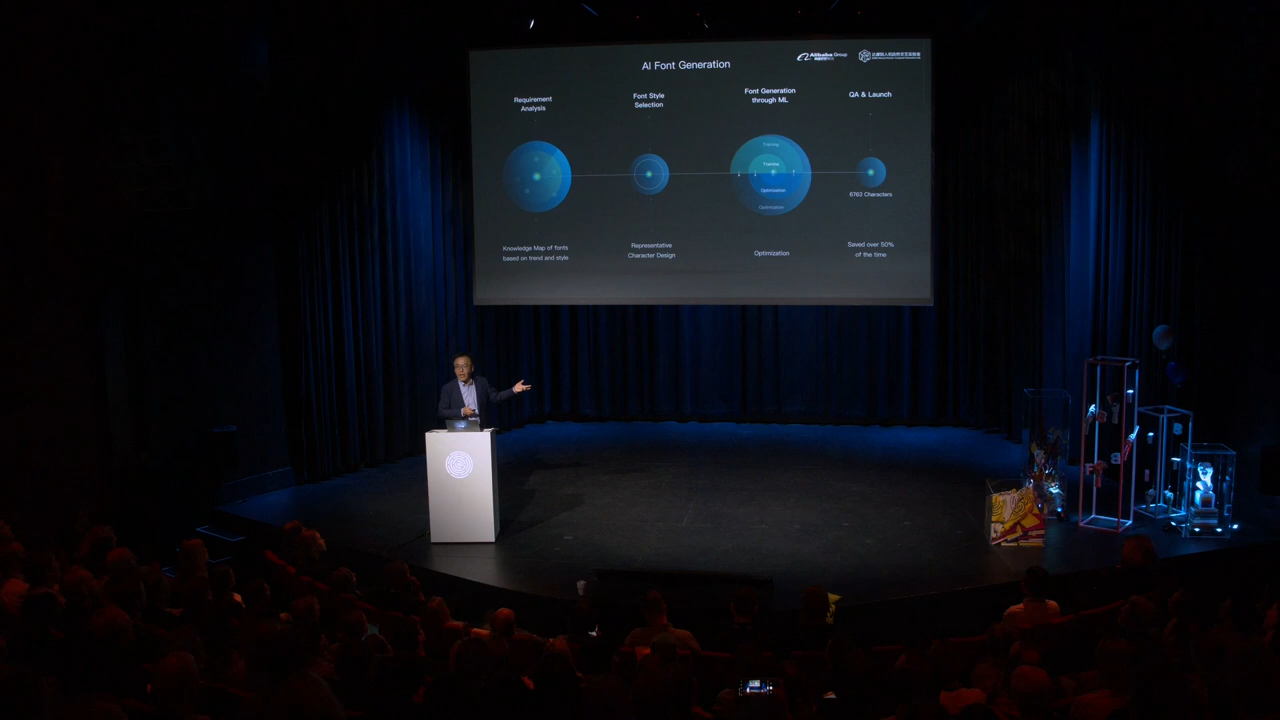 Alibaba Group
AI Font Generation
Requirement
Analysis
Font Style
Selection
Font Generation
through ML
QA & Launch
Training
Training
Optimization
Optimization
6763 Characters
Knowledge Map of fonts
based on trend and style
Representative
Character Design
Optimization
Saved over 50%
of the time